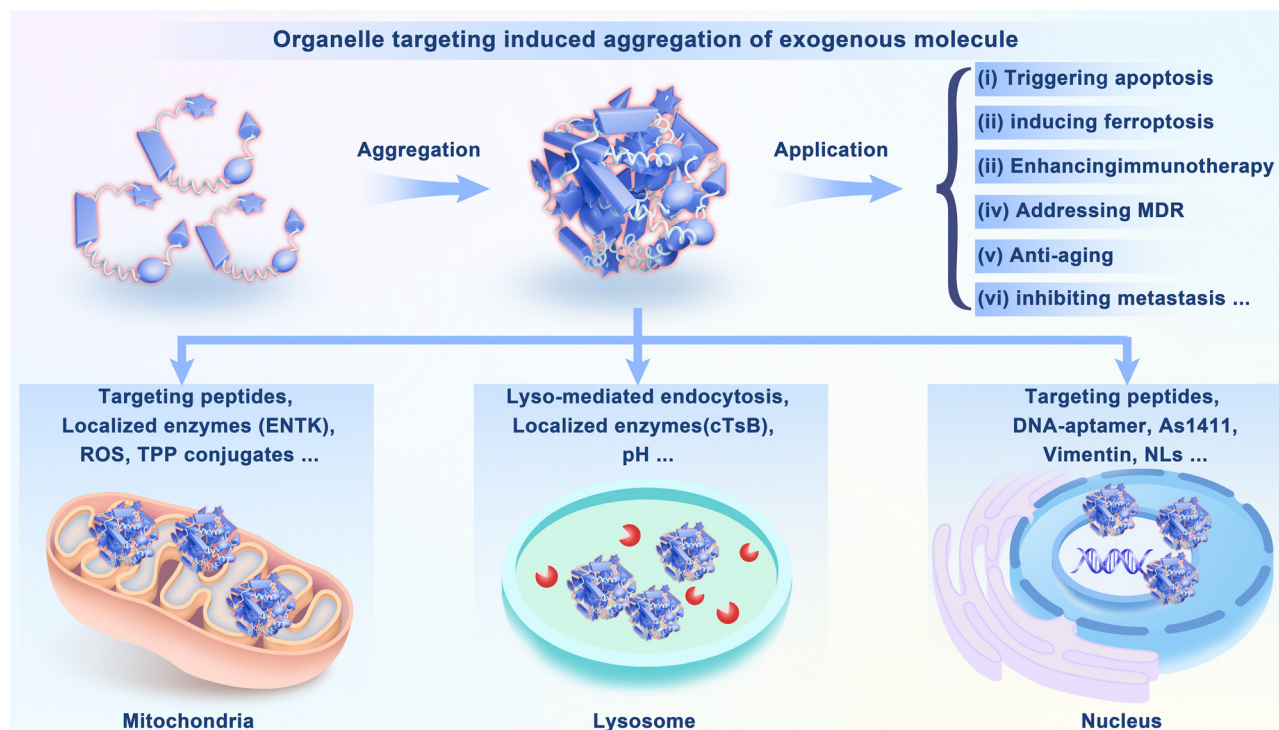 Organelle targeting induced aggregation of exogenous molecule
Aggregation
Application
(i) Triggering apoptosis
(ii) inducing ferroptosis
(ii) Enhancingimmunotherapy
(iv) Addressing MDR
(v) Anti-aging
(vi) inhibiting metastasis ...
Targeting peptides,
Localized enzymes (ENTK),
ROS, TPP conjugates ...
Mitochondria
Lyso-mediated endocytosis,
Localized enzymes(cTsB),
pH ...
Lysosome
Targeting peptides,
DNA-aptamer, As1411,
Vimentin, NLs ...
Nucleus